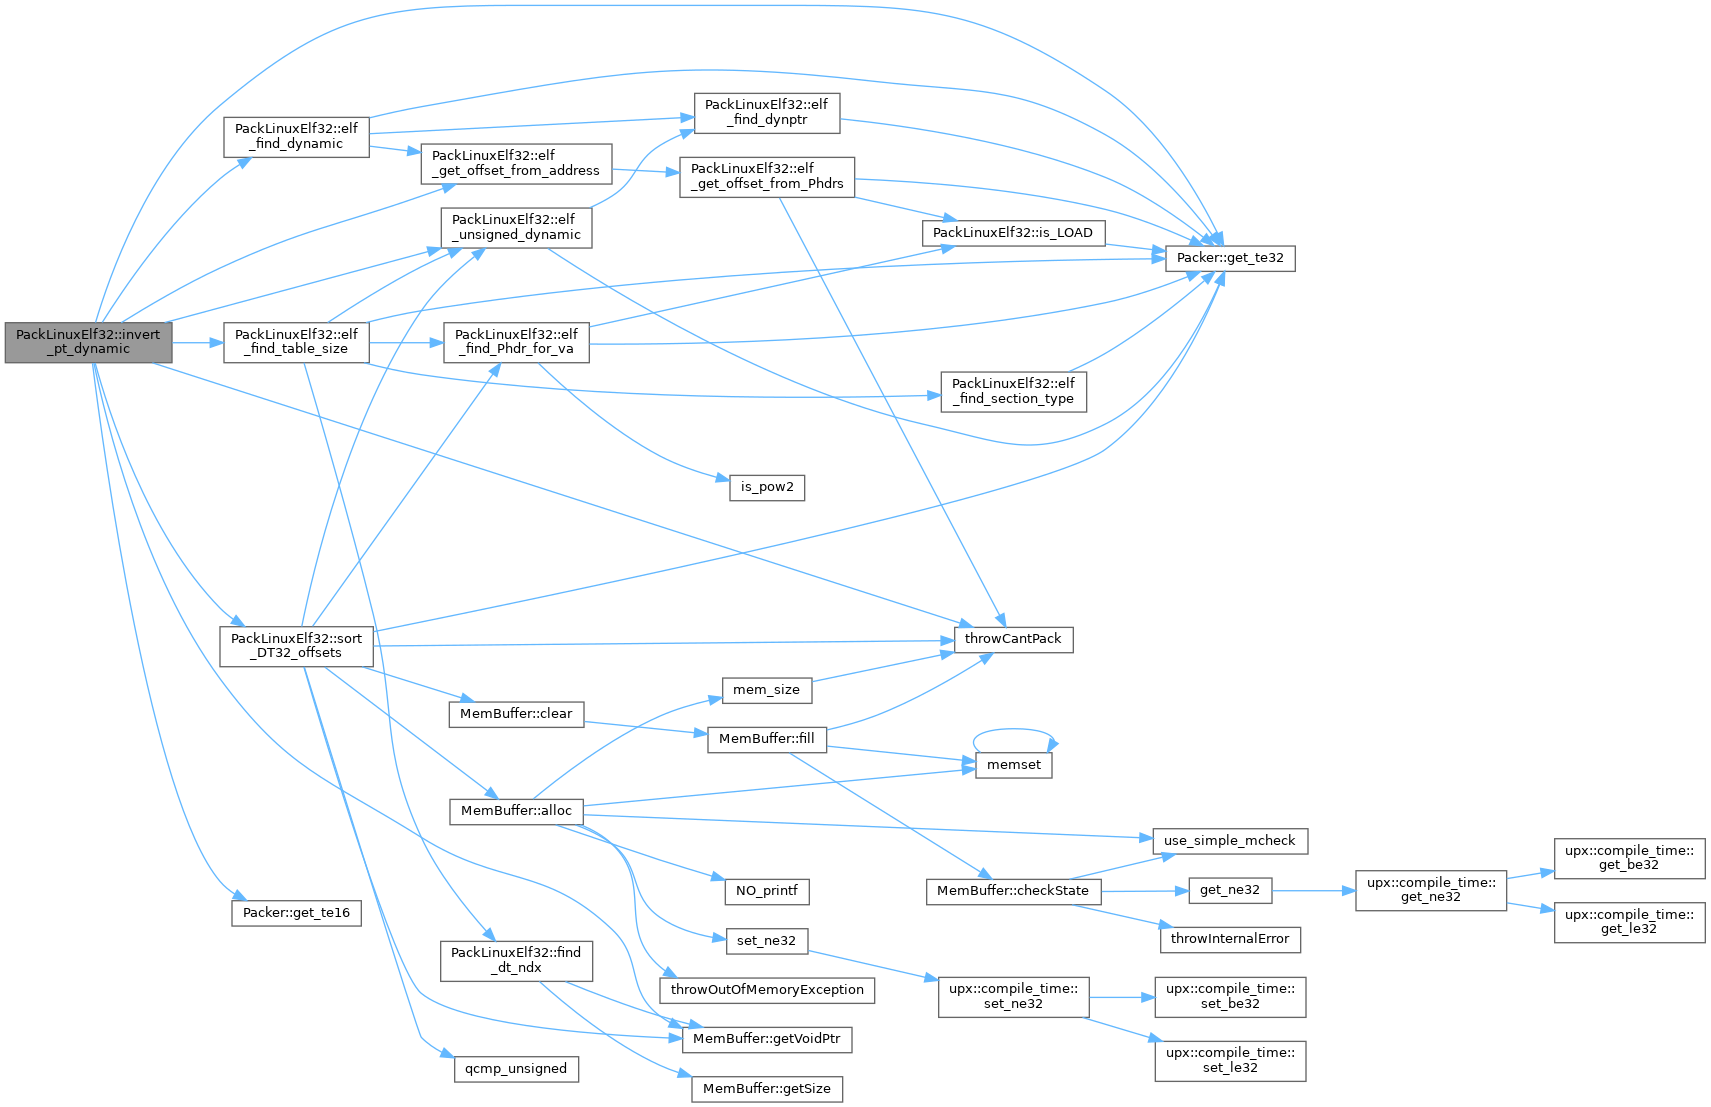 PackLinuxElf32::invert
_pt_dynamic
PackLinuxElf32::elf
_find_dynamic
PackLinuxElf32::elf
_get_offset_from_address
PackLinuxElf32::elf
_unsigned_dynamic
PackLinuxElf32::elf
_find_table_size
PackLinuxElf32::elf
_find_Phdr_for_va
PackLinuxElf32::elf
_find_dynptr
PackLinuxElf32::elf
_get_offset_from_Phdrs
PackLinuxElf32::is_LOAD
Packer::get_te32
PackLinuxElf32::elf
_find_section_type
is_pow2
PackLinuxElf32::sort
_DT32_offsets
throwCantPack
MemBuffer::clear
mem_size
MemBuffer::fill
memset
MemBuffer::alloc
use_simple_mcheck
NO_printf
MemBuffer::checkState
get_ne32
upx::compile_time::
get_ne32
upx::compile_time::
get_be32
upx::compile_time::
get_le32
Packer::get_te16
throwInternalError
set_ne32
PackLinuxElf32::find
_dt_ndx
throwOutOfMemoryException
upx::compile_time::
set_ne32
upx::compile_time::
set_be32
upx::compile_time::
set_le32
MemBuffer::getVoidPtr
qcmp_unsigned
MemBuffer::getSize